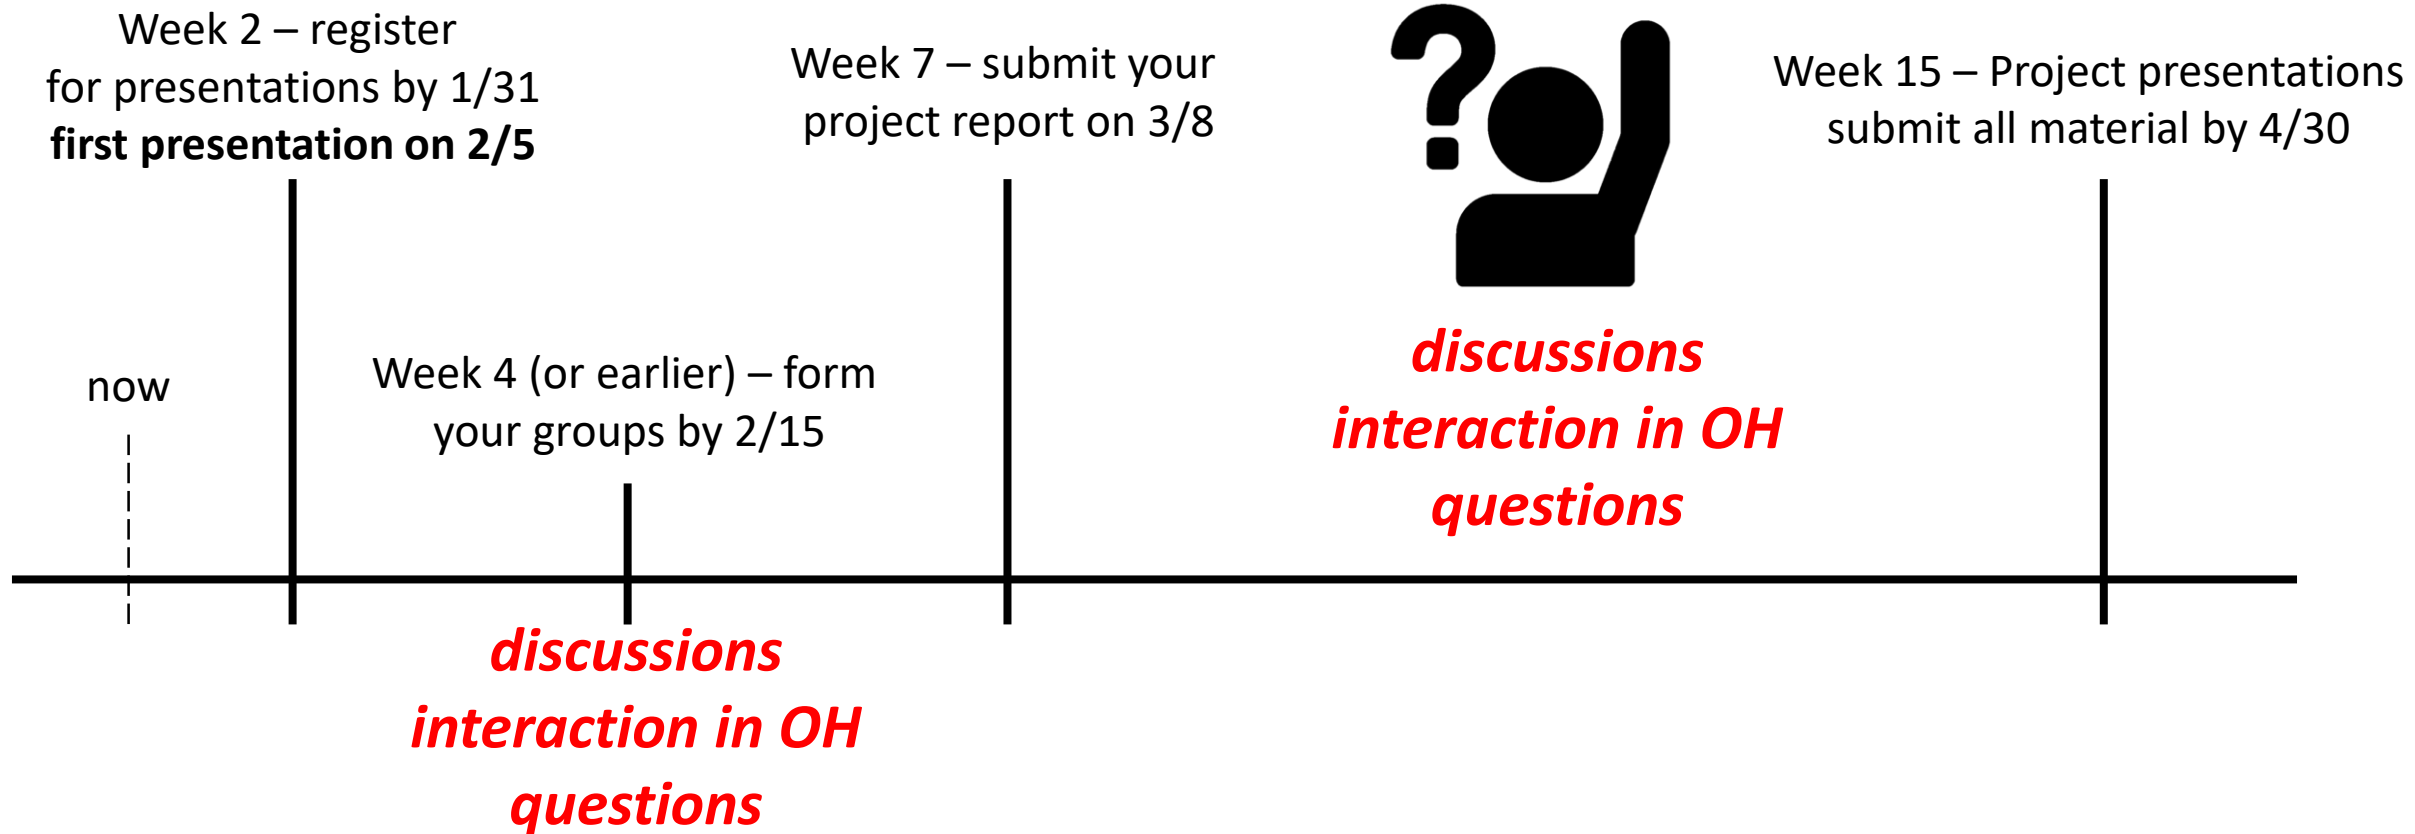 Week 2 – register
for presentations by 1/31
first presentation on 2/5
now
Week 4 (or earlier) – form
your groups by 2/15
discussions
interaction in OH
questions
Week 7 – submit your
project report on 3/8
?
discussions
interaction in OH
questions
Week 15 – Project presentations
submit all material by 4/30